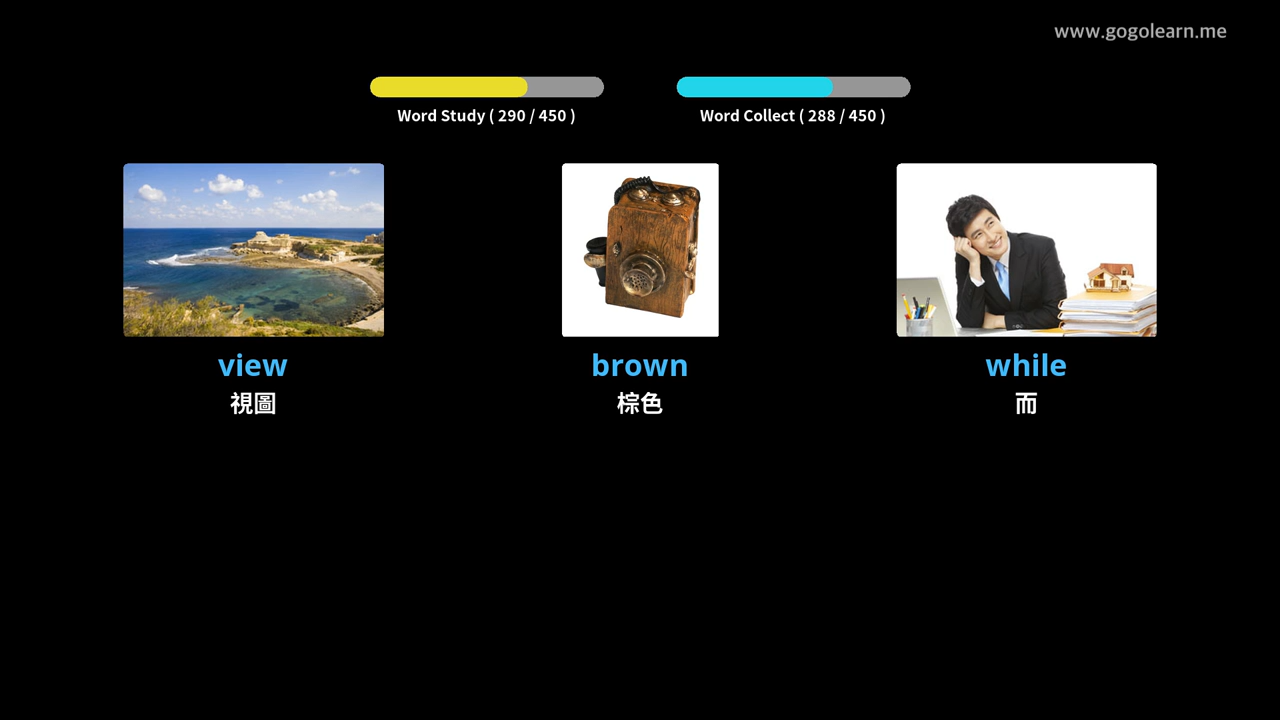 www.gogolearn.me
Word Study ( 290 / 450 )
Word Collect ( 288 / 450 )
view
視圖
brown
棕色
while
而